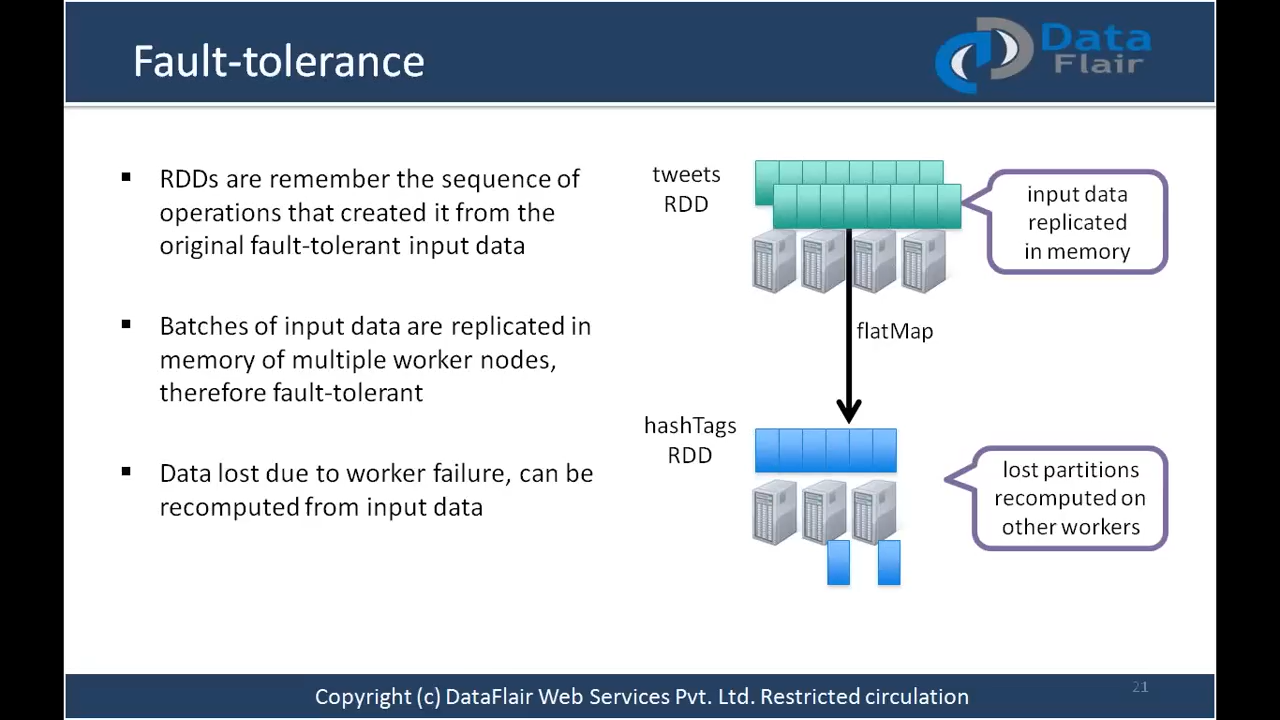 Fault-tolerance
Data
Flair
RDDs are remember the sequence of
operations that created it from the
original fault-tolerant input data
Batches of input data are replicated in
memory of multiple worker nodes,
therefore fault-tolerant
Data lost due to worker failure, can be
recomputed from input data
tweets
RDD
input data
replicated
in memory
flatMap
hashTags
RDD
lost partitions
recomputed on
other workers
Copyright (c) DataFlair Web Services Pvt. Ltd. Restricted circulation
21